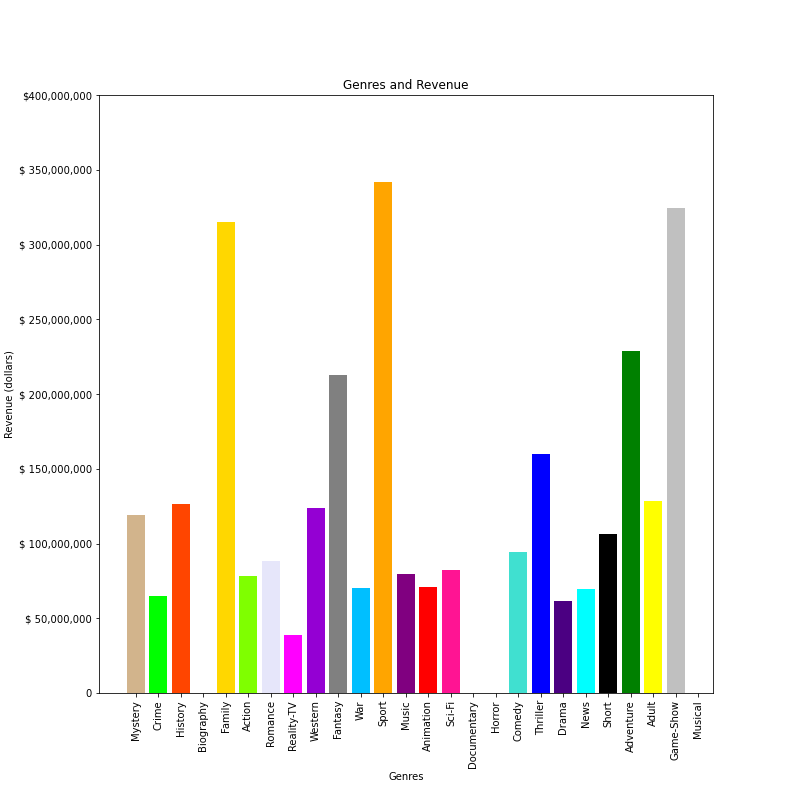 Genres and Revenue
$400,000,000
$ 350,000,000
$ 300,000,000
$ 250,000,000
$ 200,000,000
$ 150,000,000
$ 100,000,000
$ 50,000,000
0
Revenue (dollars)
Mystery
Crime
History
Biography
Family
Action
Romance
Reality-TV
Western
Fantasy
War
Sport
Music
Animation
Sci-Fi
Documentary
Horror
Comedy
Thriller
Drama
News
Short
Adventure
Adult
Game-Show
Musical
Genres